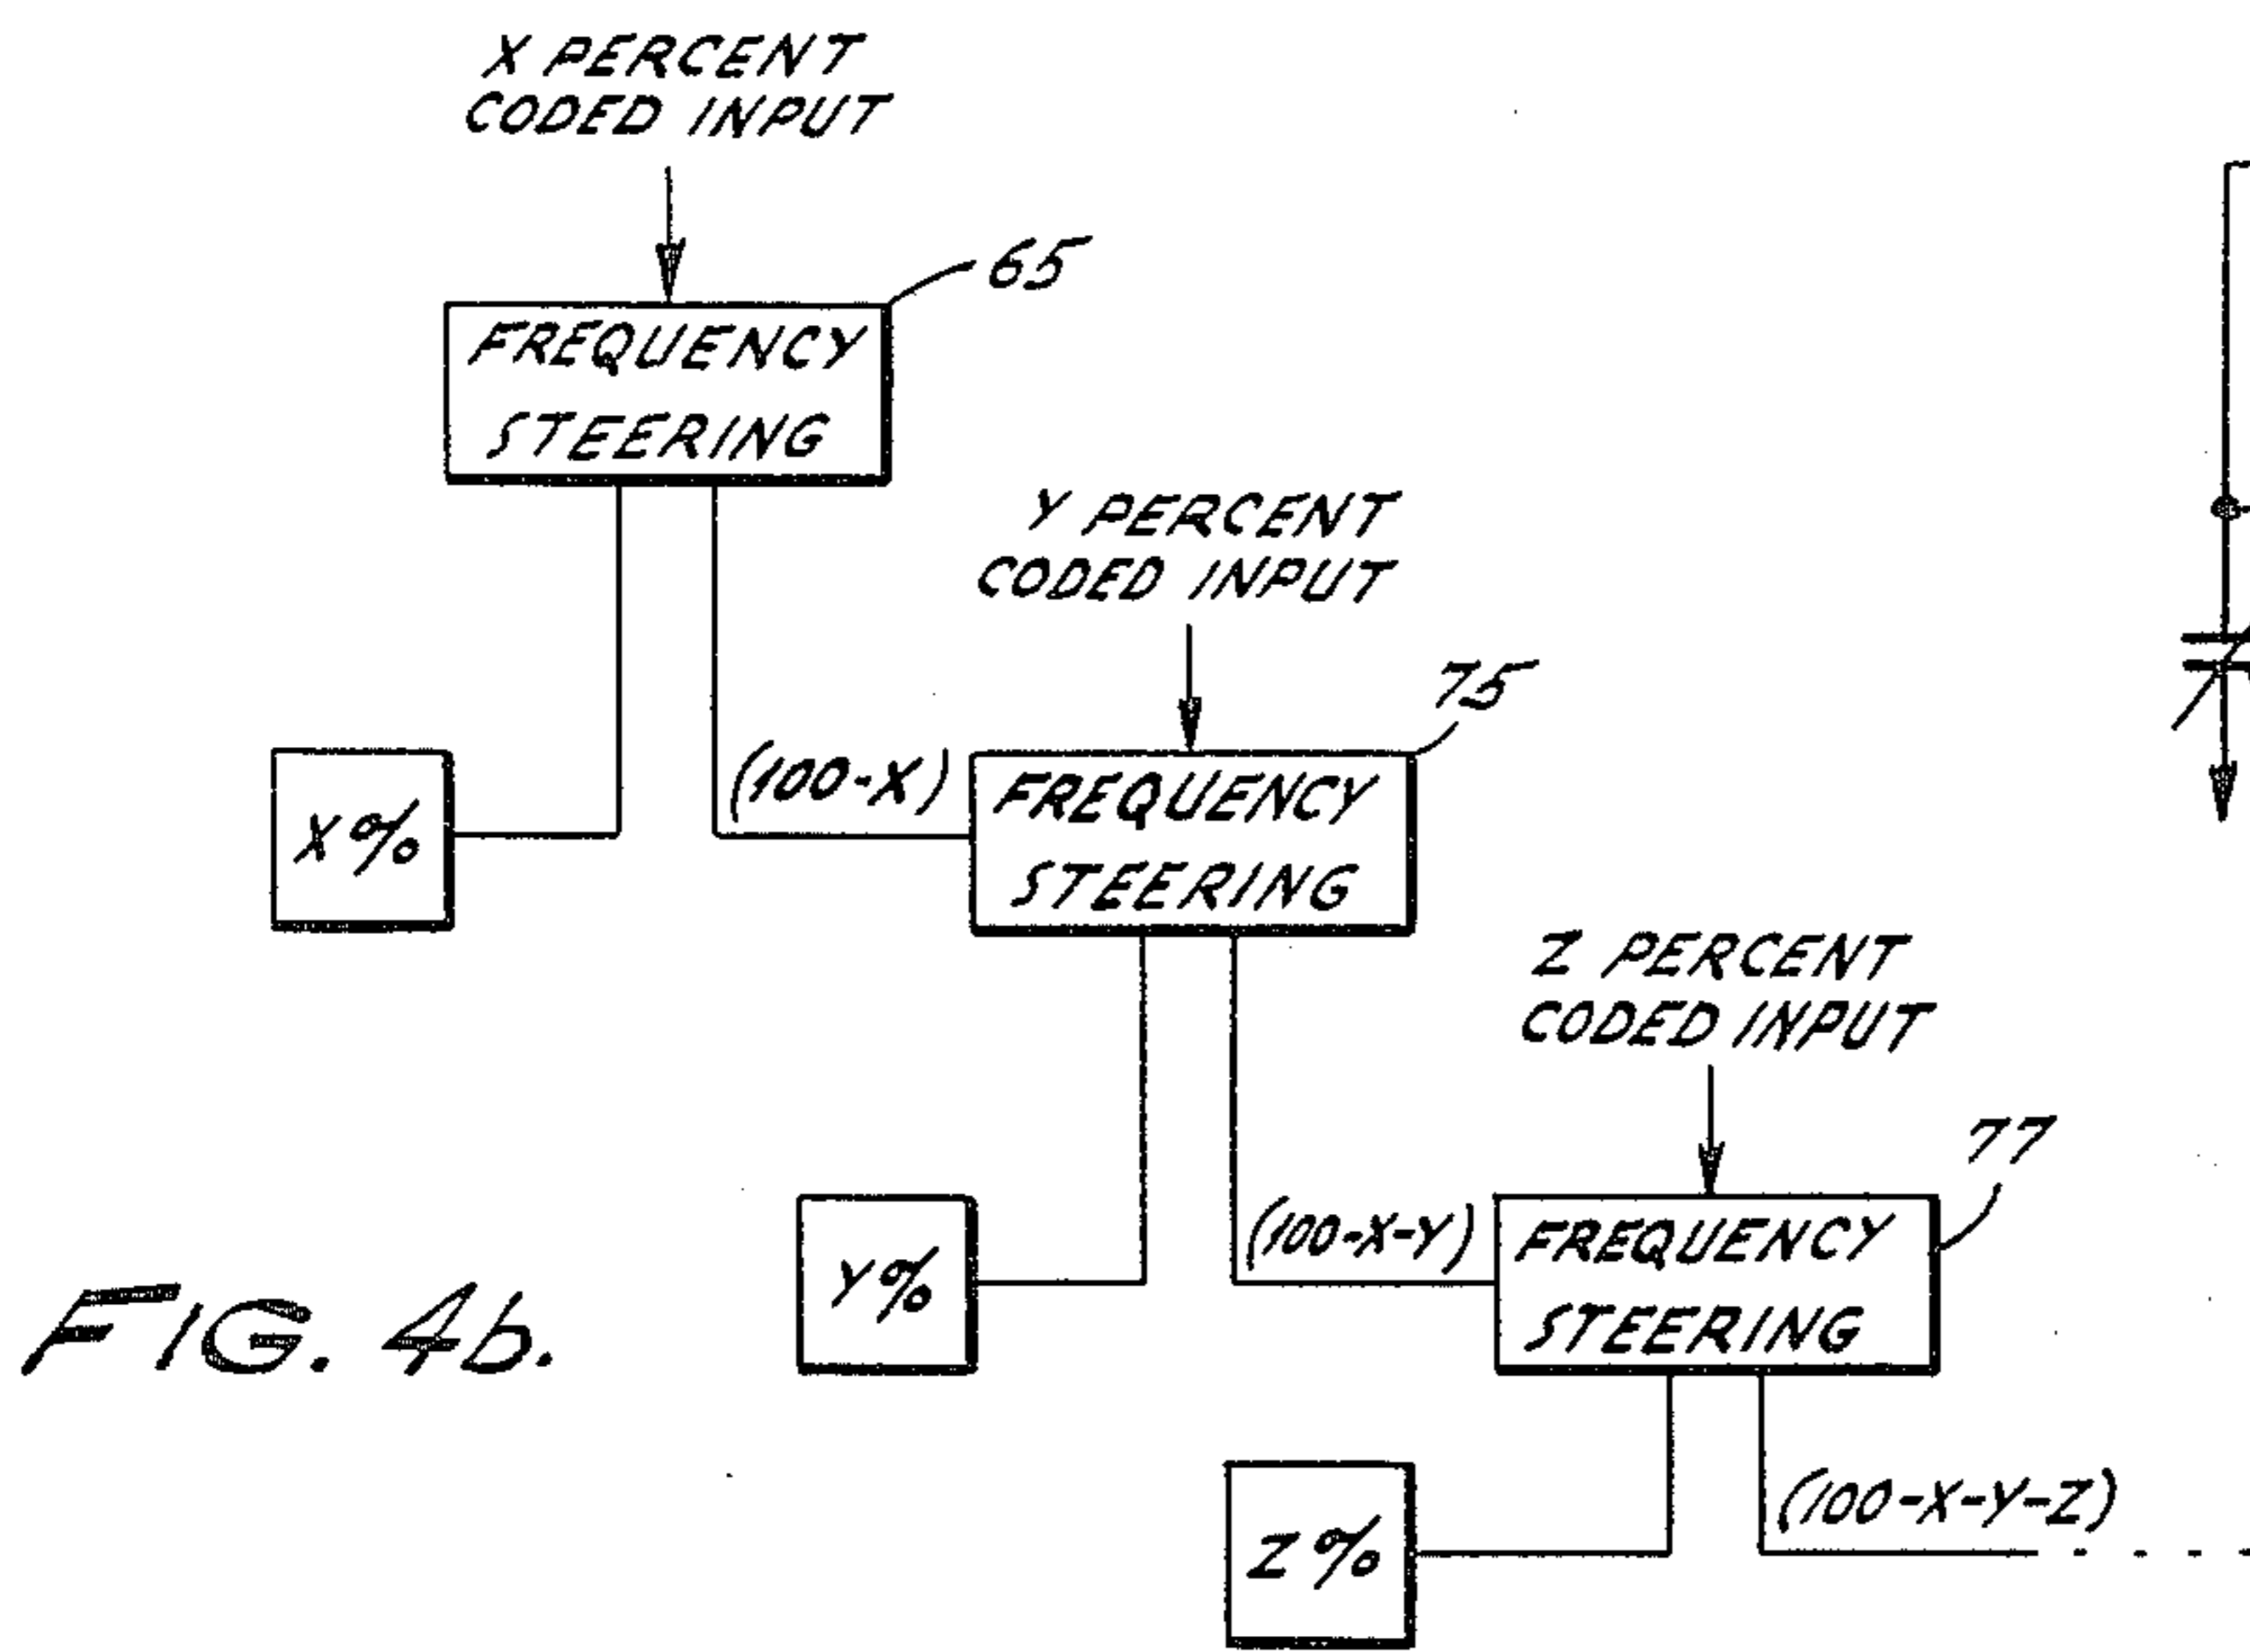 X PERCENT
CODED INPUT
65
FREQUENCY
STEERING
Y PERCENT
CODED INPUT
75
X%
(100-X)
FREQUENCY
STEERING
Z PERCENT
CODED INPUT
77
Y%
(100-X-Y)
FREQUENCY
STEERING
FIG. 4b.
Z%
(100-X-Y-Z)